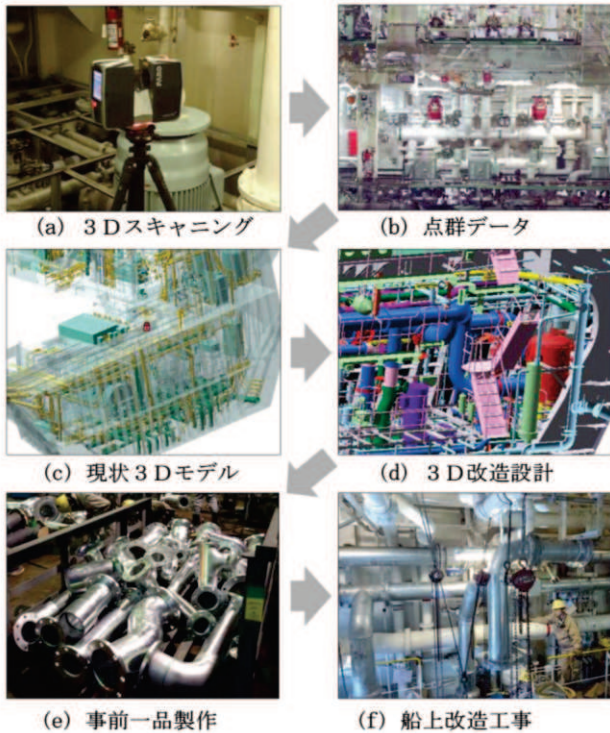 (a) 3Dスキャニング
(b) 点群データ
(c) 現状3Dモデル
(d) 3D改造設計
(e) 事前一品製作
(f) 船上改造工事